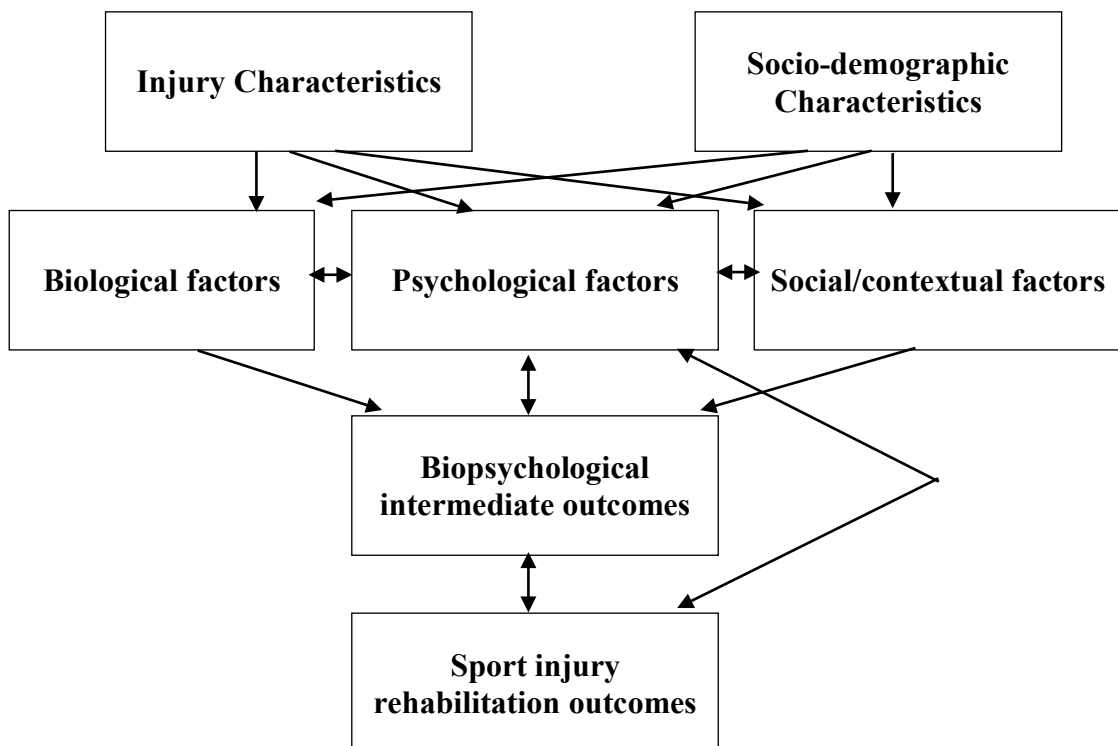 Injury Characteristics
Socio-demographic
Characteristics
Biological factors
Psychological factors
Social/contextual factors
Biopsychological
intermediate outcomes
Sport injury
rehabilitation outcomes